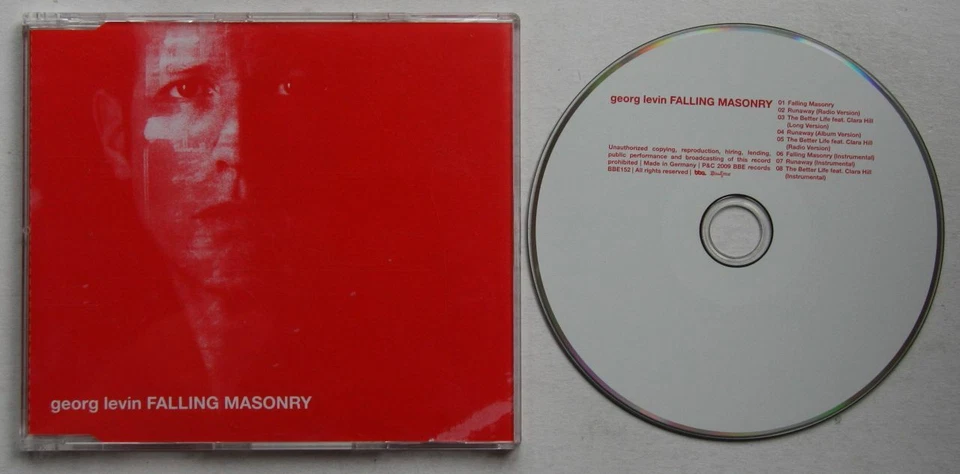 georg levin FALLING MASONRY
georg levin FALLING MASONRY
Unauthorized copying, reproduction, hiring, lending,
public performance and broadcasting of this record
prohibited | Made in Germany | P&C 2009 BBE records
BBE152 | All rights reserved | bbe.
01 Falling Masonry
02 Runaway (Radio Version)
03 The Better Life feat. Clara Hill
(Long Version)
04 Runaway (Album Version)
05 The Better Life feat. Clara Hill
(Radio Version)
06 Falling Masonry (Instrumental)
07 Runaway (Instrumental)
08 The Better Life feat. Clara Hill
(Instrumental)